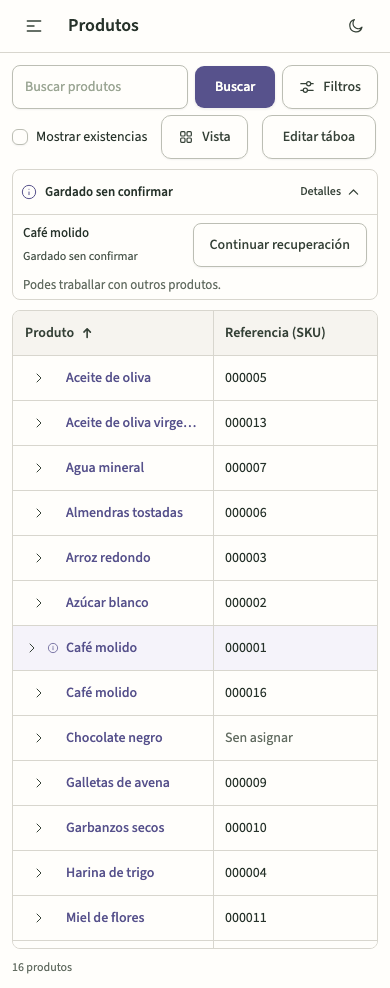 Produtos
Buscar produtos
Buscar
Filtros
Mostrar existencias
Vista
Editar táboa
Gardado sen confirmar
Detalles
Café molido
Gardado sen confirmar
Continuar recuperación
Podes traballar con outros produtos.
Produto ↑ Referencia (SKU)
Aceite de oliva 000005
Aceite de oliva virge… 000013
Agua mineral 000007
Almendras tostadas 000006
Arroz redondo 000003
Azúcar blanco 000002
Café molido 000001
Café molido 000016
Chocolate negro Sen asignar
Galletas de avena 000009
Garbanzos secos 000010
Harina de trigo 000004
Miel de flores 000011
16 produtos